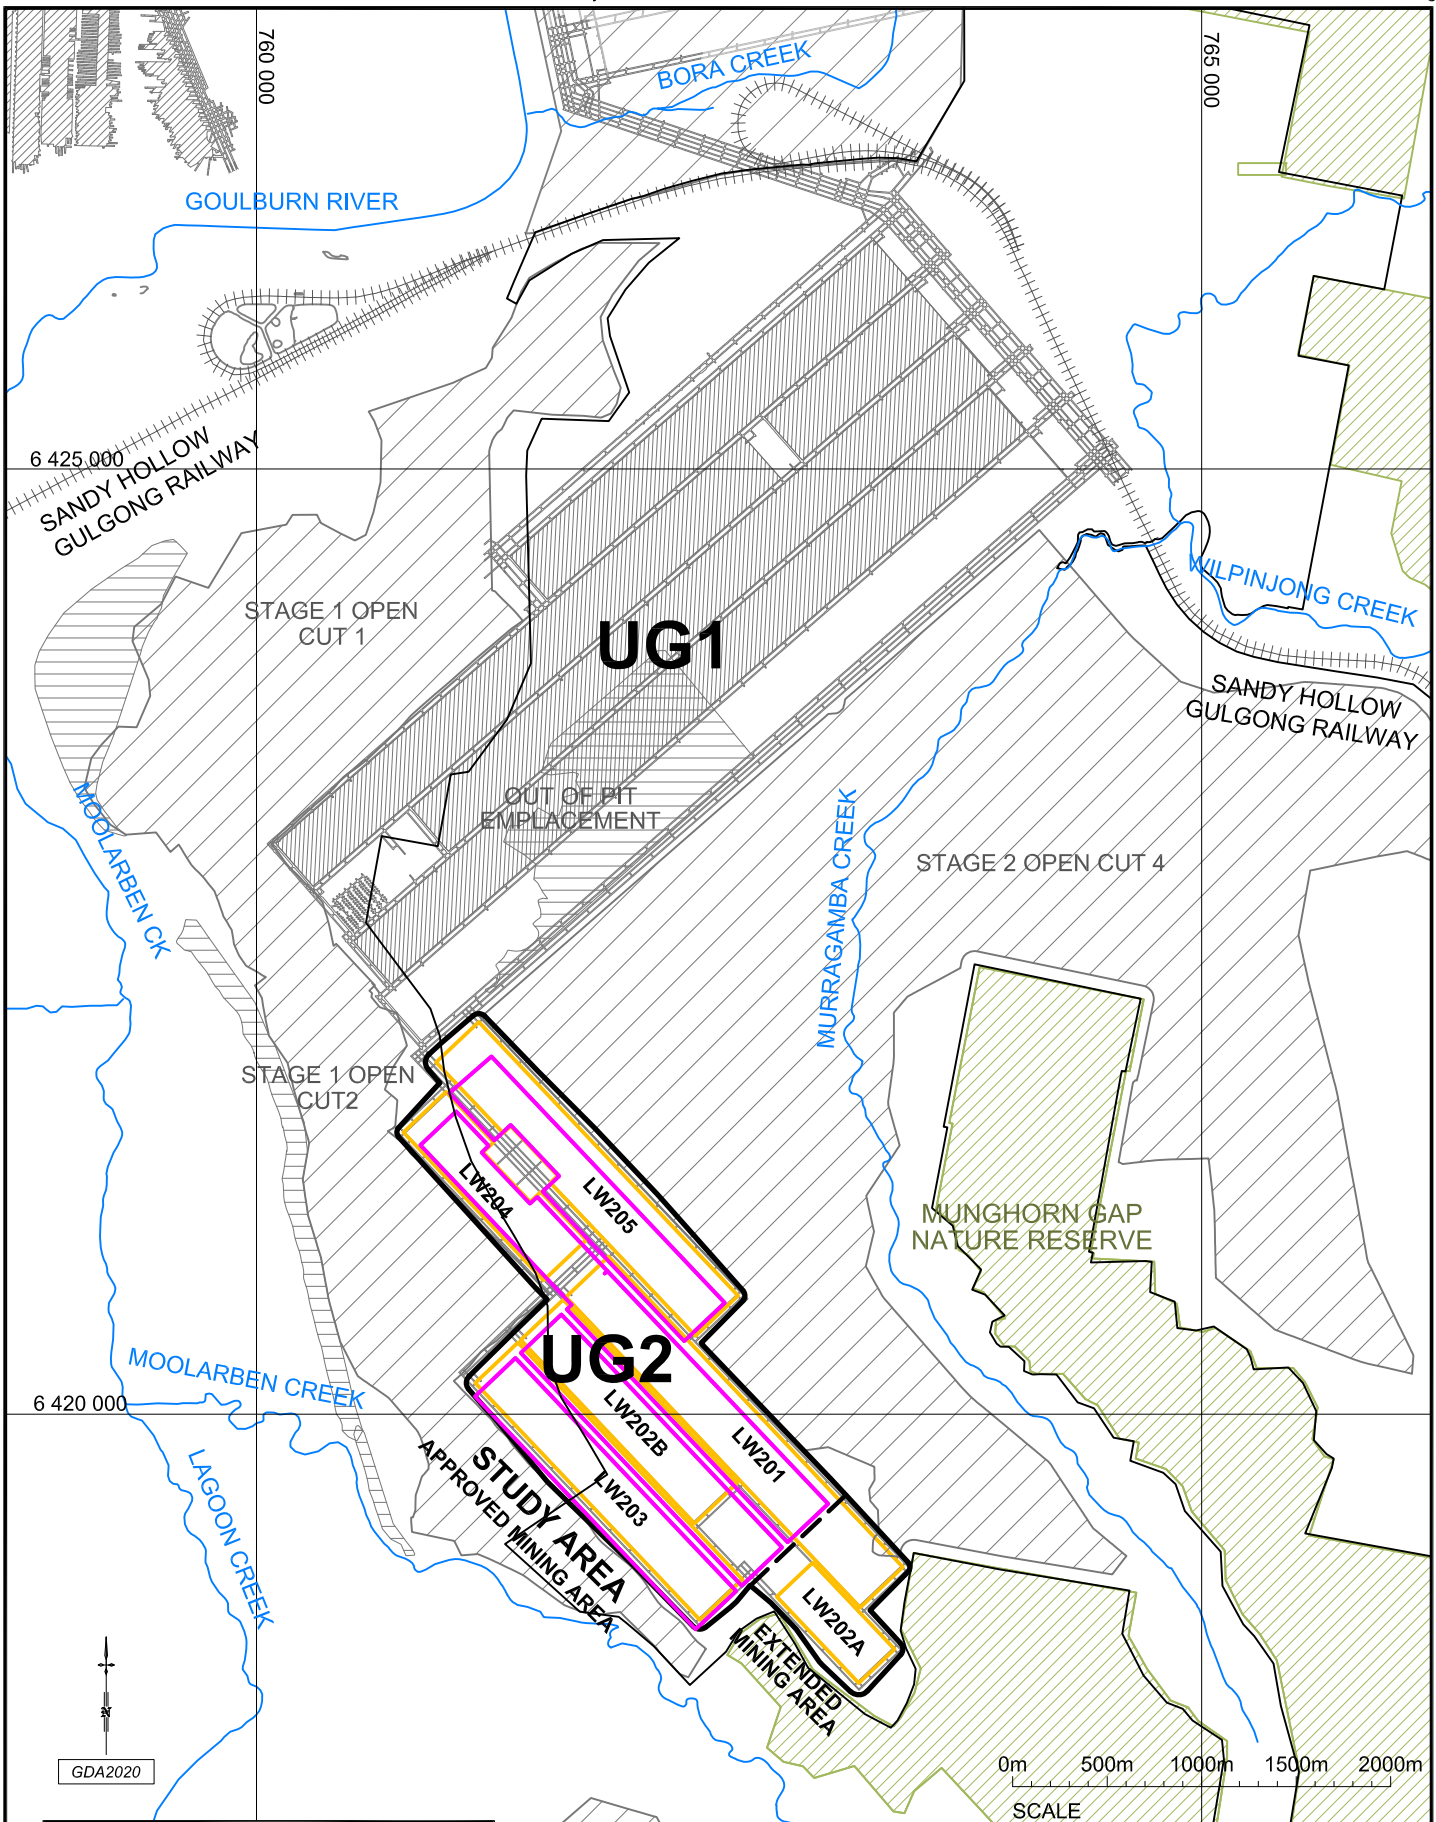 760 000
765 000
BORA CREEK
GOULBURN RIVER
6 425 000
SANDY HOLLOW
GULGONG RAILWAY
WILPINJONG CREEK
STAGE 1 OPEN
CUT 1
UG1
SANDY HOLLOW
GULGONG RAILWAY
OUT OF PIT
EMPLACEMENT
MOOLARBEN CK
MURRAGAMBA CREEK
STAGE 2 OPEN CUT 4
STAGE 1 OPEN
CUT2
LW204
LW205
MUNGHORN GAP
NATURE RESERVE
UG2
MOOLARBEN CREEK
6 420 000
LW202B
LW201
LW203
STUDY AREA
APPROVED MINING AREA
LAGOON CREEK
LW202A
EXTENDED
MINING AREA
N
GDA2020
0m 500m 1000m 1500m 2000m
SCALE